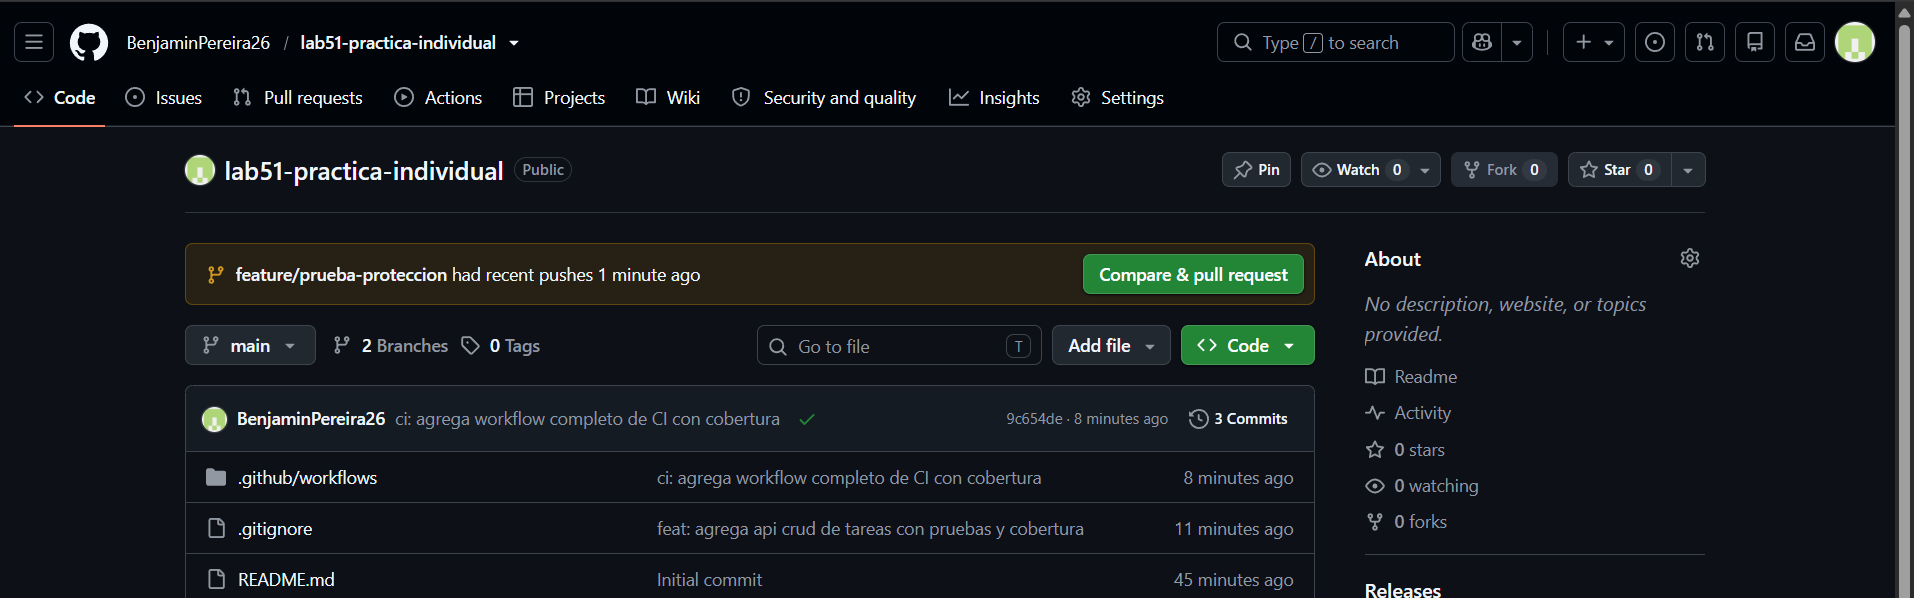 BenjaminPereira26 / lab51-practica-individual
Type / to search
Code Issues Pull requests Actions Projects Wiki Security and quality Insights Settings
lab51-practica-individual Public
Pin Watch 0 Fork 0 Star 0
feature/prueba-proteccion had recent pushes 1 minute ago
Compare & pull request
main 2 Branches 0 Tags
Go to file T
Add file
Code
BenjaminPereira26 ci: agrega workflow completo de CI con cobertura 9c654de · 8 minutes ago 3 Commits
.github/workflows ci: agrega workflow completo de CI con cobertura 8 minutes ago
.gitignore feat: agrega api crud de tareas con pruebas y cobertura 11 minutes ago
README.md Initial commit 45 minutes ago
About
No description, website, or topics
provided.
Readme
Activity
0 stars
0 watching
0 forks
Releases